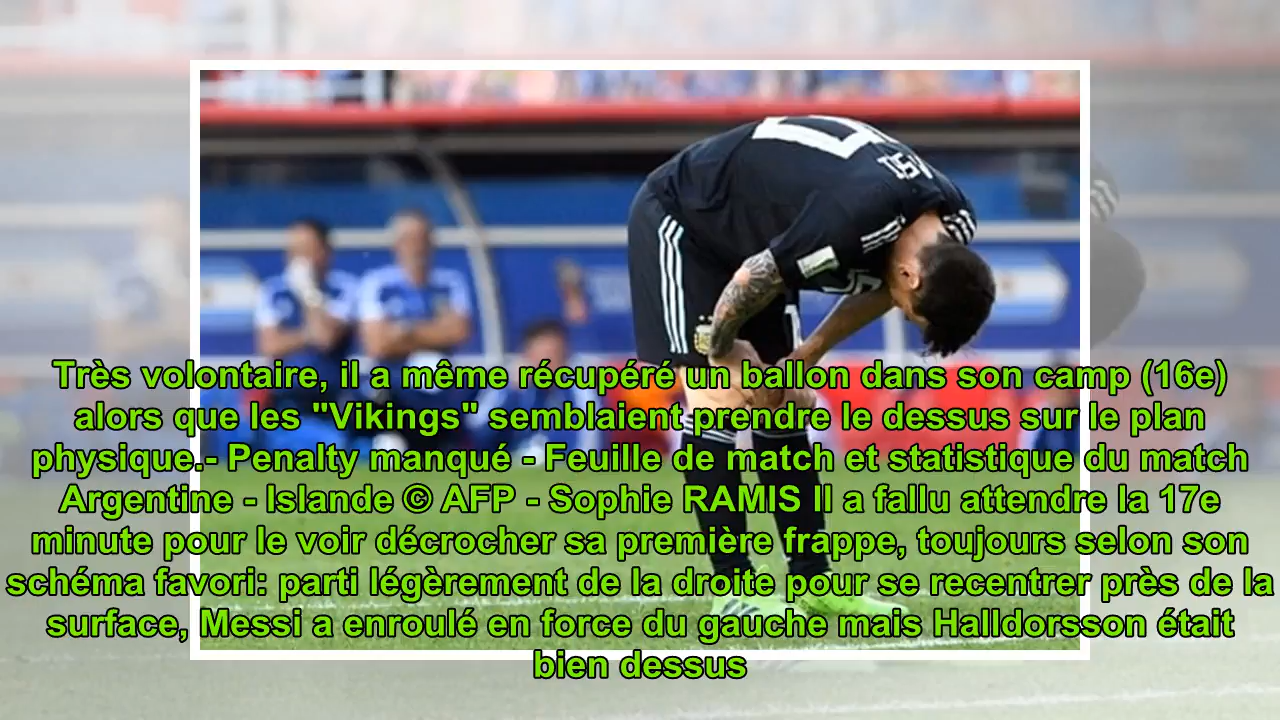 Très volontaire, il a même récupéré un ballon dans son camp (16e)
alors que les "Vikings" semblaient prendre le dessus sur le plan
physique.- Penalty manqué - Feuille de match et statistique du match
Argentine - Islande © AFP - Sophie RAMIS Il a fallu attendre la 17e
minute pour le voir décrocher sa première frappe, toujours selon son
schéma favori: parti légèrement de la droite pour se recentrer près de la
surface, Messi a enroulé en force du gauche mais Halldorsson était
bien dessus